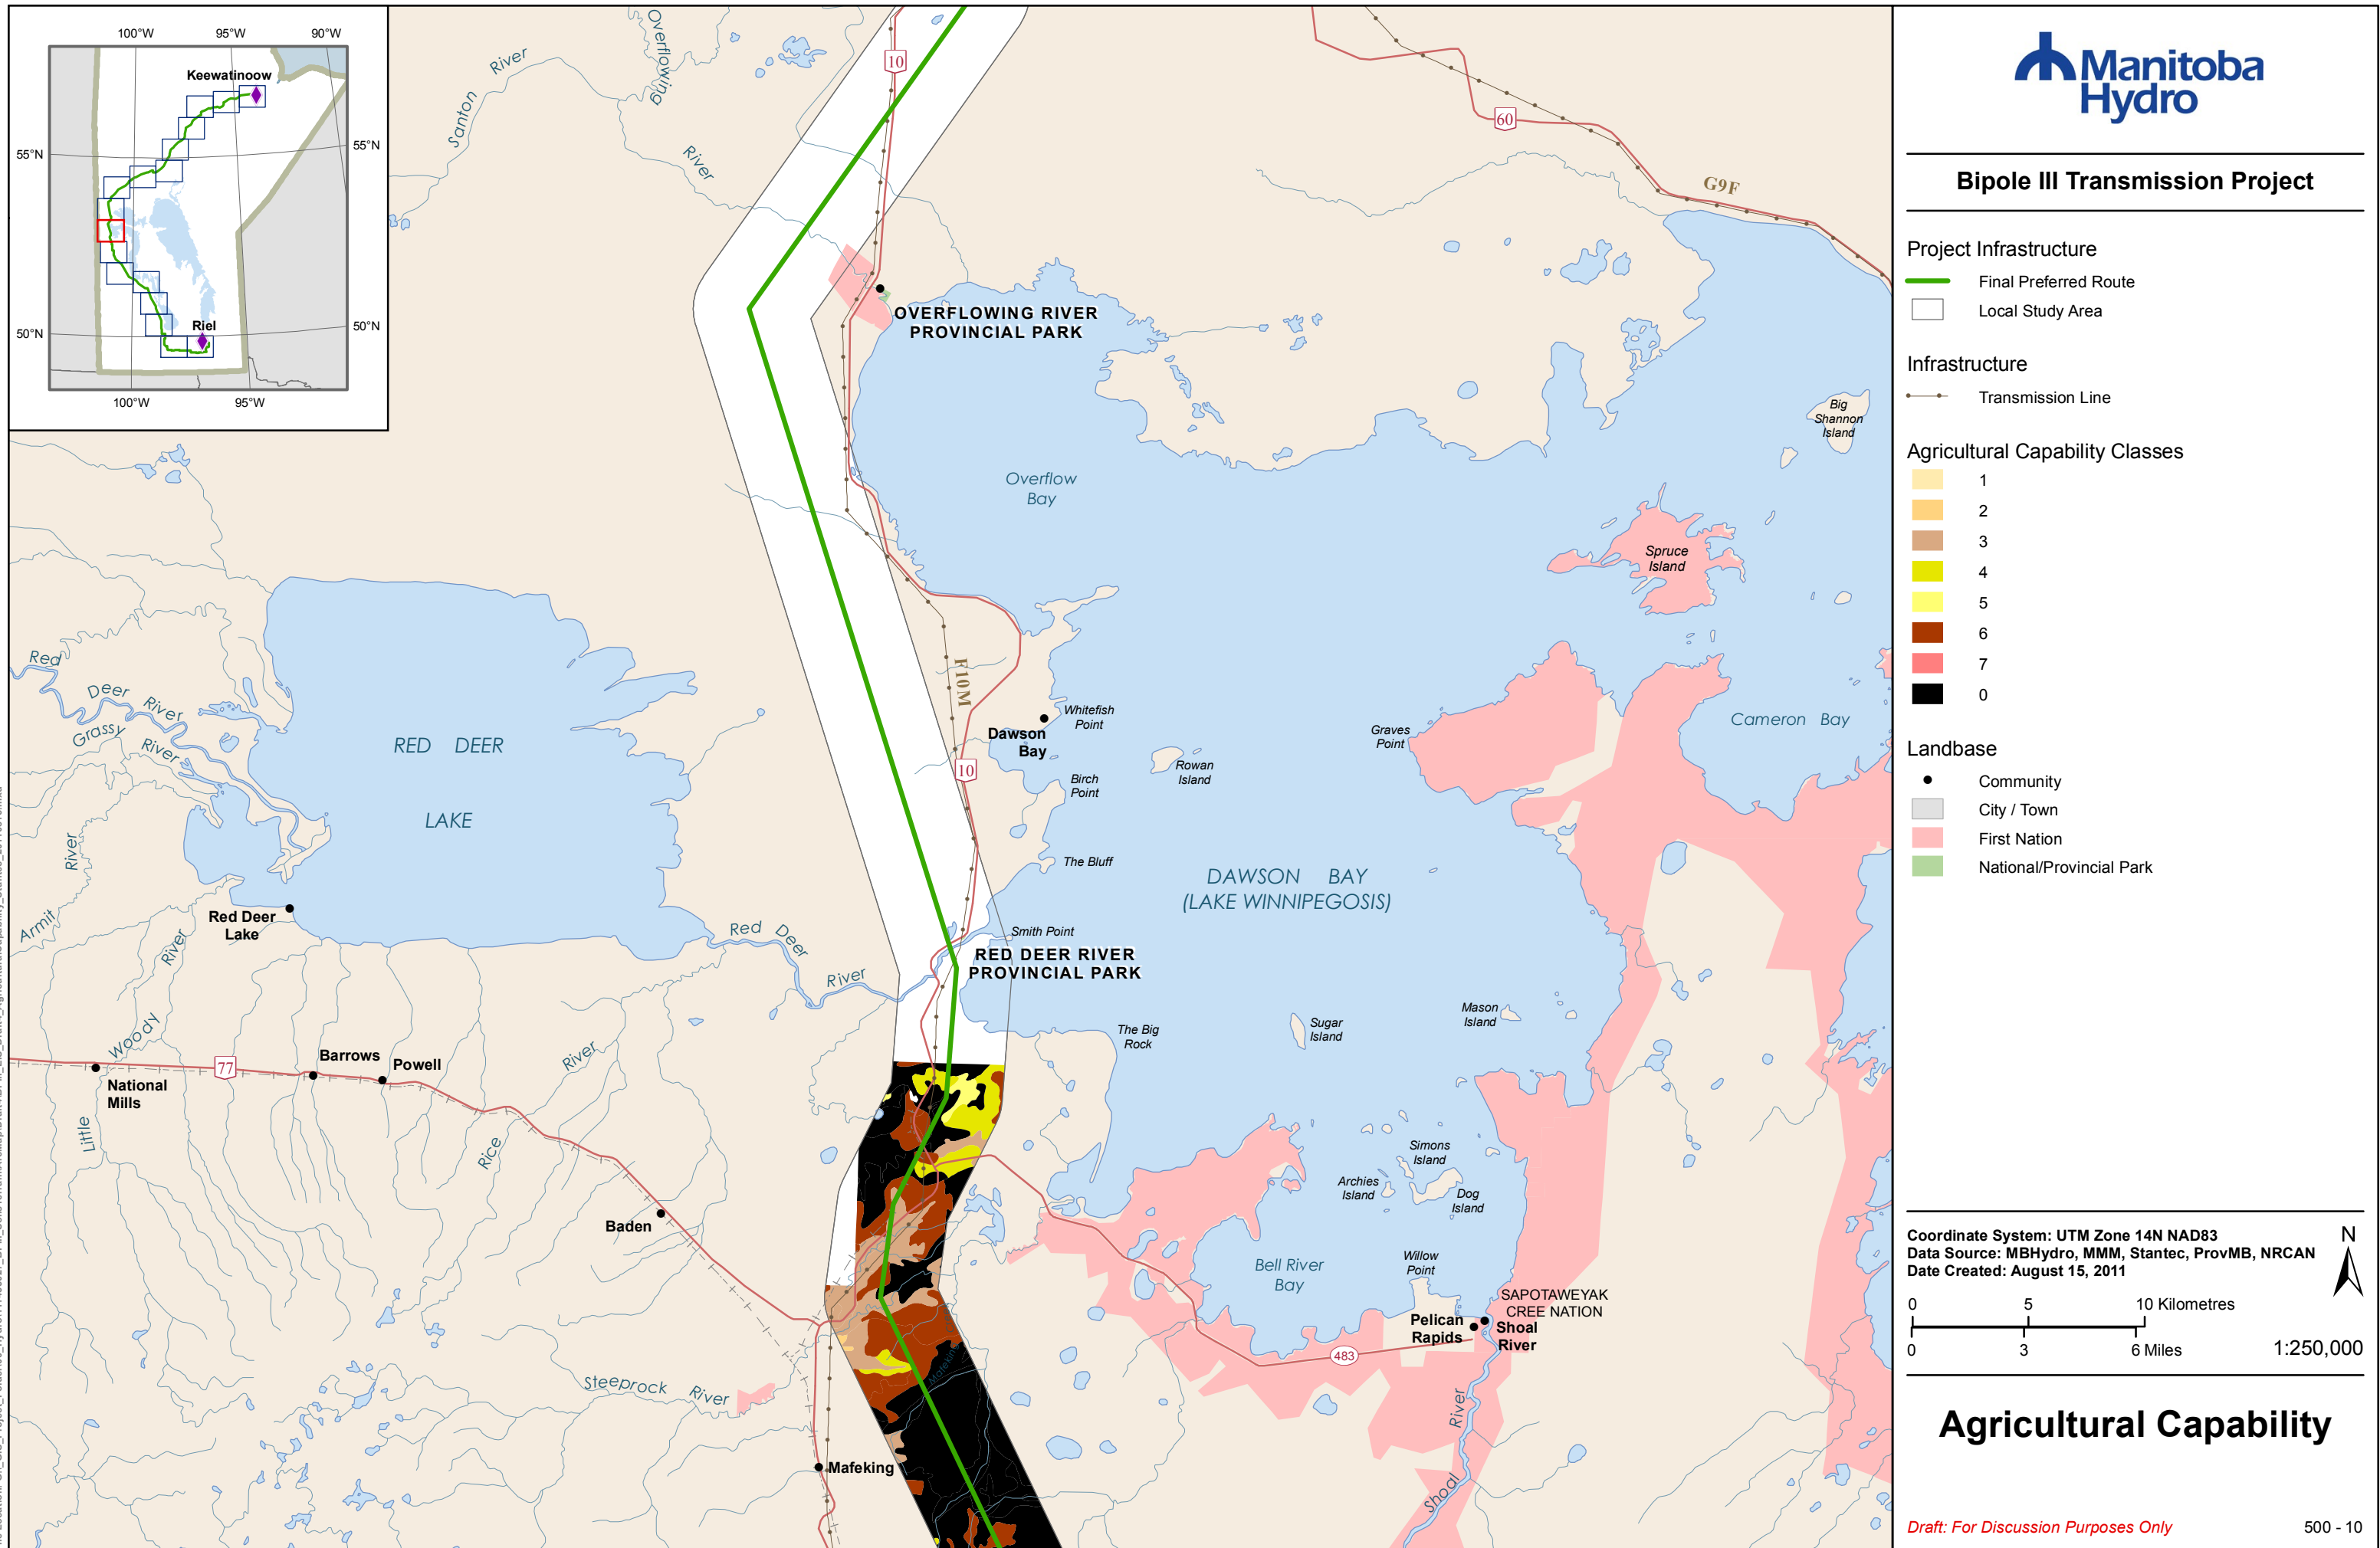 100°W
95°W
90°W
Keewatinoow
55°N
55°N
50°N
50°N
Riel
100°W
95°W
Overflowing
River
Santon
River
10
60
G9F
OVERFLOWING RIVER
PROVINCIAL PARK
Big
Shannon
Island
Overflow
Bay
Spruce
Island
Red
Deer
River
Grassy
River
RED DEER
LAKE
F10M
Whitefish
Point
Dawson
Bay
10
Birch
Point
Rowan
Island
Graves
Point
Cameron Bay
River
Armit
The Bluff
DAWSON BAY
(LAKE WINNIPEGOSIS)
Red Deer
Lake
River
Woody
Little
Red Deer
River
Smith Point
RED DEER RIVER
PROVINCIAL PARK
The Big
Rock
Sugar
Island
Mason
Island
77
National
Mills
Barrows
Powell
River
Rice
Baden
Simons
Island
Archies
Island
Dog
Island
Willow
Point
Bell River
Bay
SAPOTAWEYAK
CREE NATION
Pelican
Rapids
Shoal
River
483
Mafeking
Steeprock River
Mafeking
River
Shoal
Manitoba
Hydro
Bipole III Transmission Project
Project Infrastructure
Final Preferred Route
Local Study Area
Infrastructure
Transmission Line
Agricultural Capability Classes
1
2
3
4
5
6
7
0
Landbase
Community
City / Town
First Nation
National/Provincial Park
Coordinate System: UTM Zone 14N NAD83
Data Source: MBHydro, MMM, Stantec, ProvMB, NRCAN
Date Created: August 15, 2011
N
0 5 10 Kilometres
0 3 6 Miles
1:250,000
Agricultural Capability
Draft: For Discussion Purposes Only
500 - 10